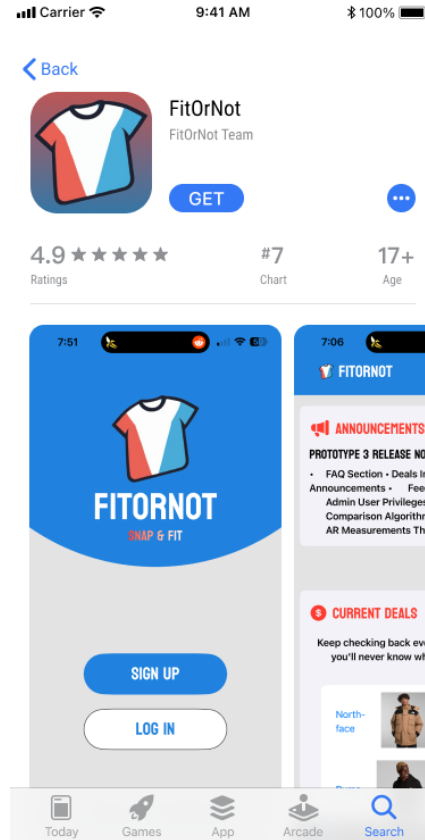 Carrier 9:41 AM 100%
Back
FitOrNot
FitOrNot Team
GET
4.9 ★★★★★ #7 17+
Ratings Chart Age
7:51
FITORNOT
SNAP & FIT
SIGN UP
LOG IN
7:06
FITORNOT
ANNOUNCEMENTS
PROTOTYPE 3 RELEASE NO
• FAQ Section • Deals In
Announcements • Fee
Admin User Privileges
Comparison Algorith
AR Measurements Th
CURRENT DEALS
Keep checking back eve
you'll never know wh
North-
face
Today Games App Arcade Search